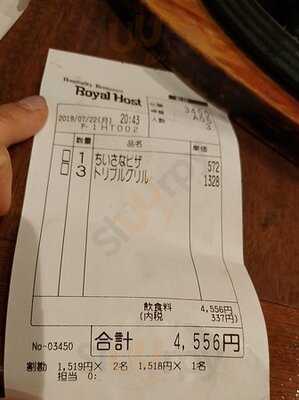 Hospitality Restaurant
Royal Host
2019/07/22(月) 20:43
F-1HT002
人数 3
数量 品名 単価
1 ちいさなピザ 572
3 トリプルグリル 1328
飲食料 4,556円
(内税 337円)
No-03450 合計 4,556円
割勘 1,519円× 2名 1,518円× 1名
担当 0: